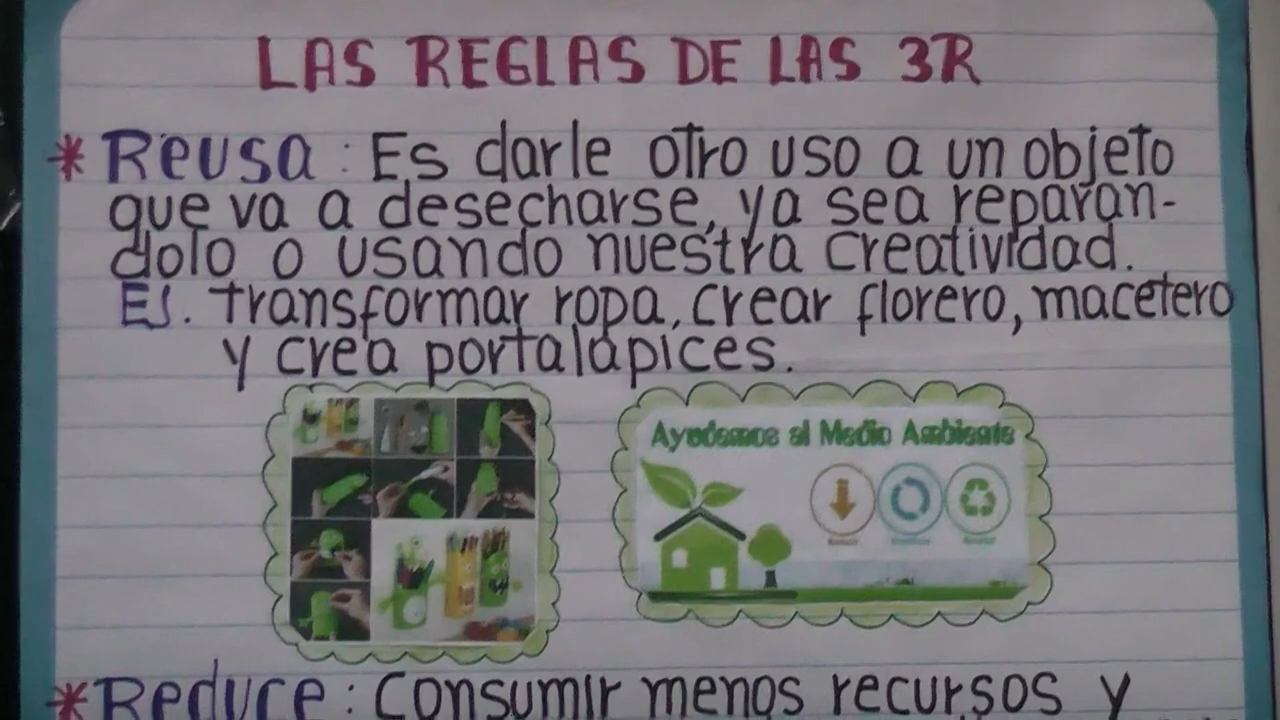 LAS REGLAS DE LAS 3R
* Reusa: Es darle otro uso a un objeto
que va a desecharse, ya sea reparan-
dolo o usando nuestra creatividad.
EJ. transformar ropa, crear florero, macetero
y crea portalapices.
Ayudemos al Medio Ambiente
* Reduce: Consumir menos recursos y